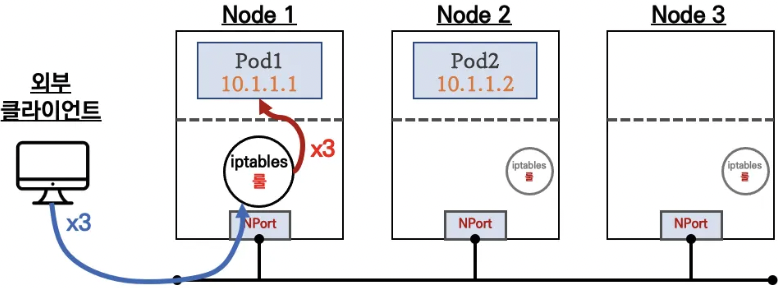 Node 1
Node 2
Node 3
Pod1
10.1.1.1
Pod2
10.1.1.2
외부
클라이언트
x3
x3
iptables
룰
iptables
룰
iptables
룰
NPort
NPort
NPort